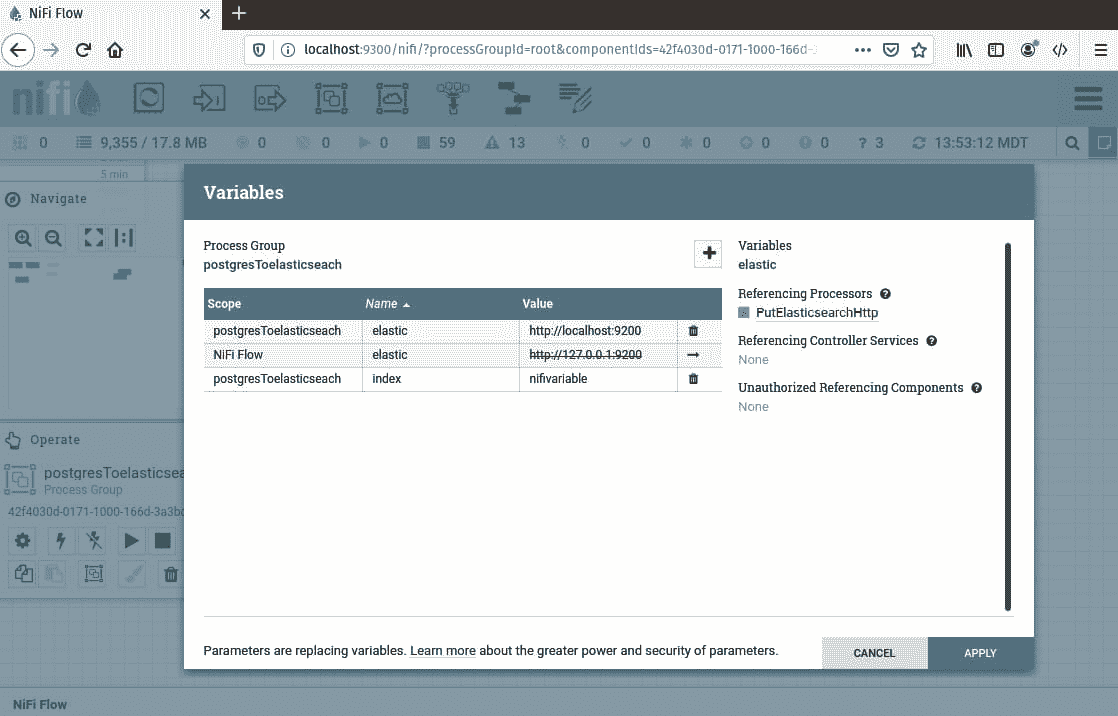 NiFi Flow
localhost:9300/nifi/?processGroupId=root&componentIds=42f4030d-0171-1000-166d-
nifi
0 9,355 / 17.8 MB 0 0 0 59 13 0 0 0 0 0 ? 3 13:53:12 MDT
5 min
Navigate
Operate
postgresToelasticsea
Process Group
42f4030d-0171-1000-166d-3a3b
Variables
Process Group
postgresToelasticseach
Scope Name Value
postgresToelasticseach elastic http://localhost:9200
NiFi Flow elastic http://127.0.0.1:9200
postgresToelasticseach index nifivariable
Variables
elastic
Referencing Processors ?
PutElasticsearchHttp
Referencing Controller Services ?
None
Unauthorized Referencing Components ?
None
Parameters are replacing variables. Learn more about the greater power and security of parameters.
CANCEL APPLY
NiFi Flow